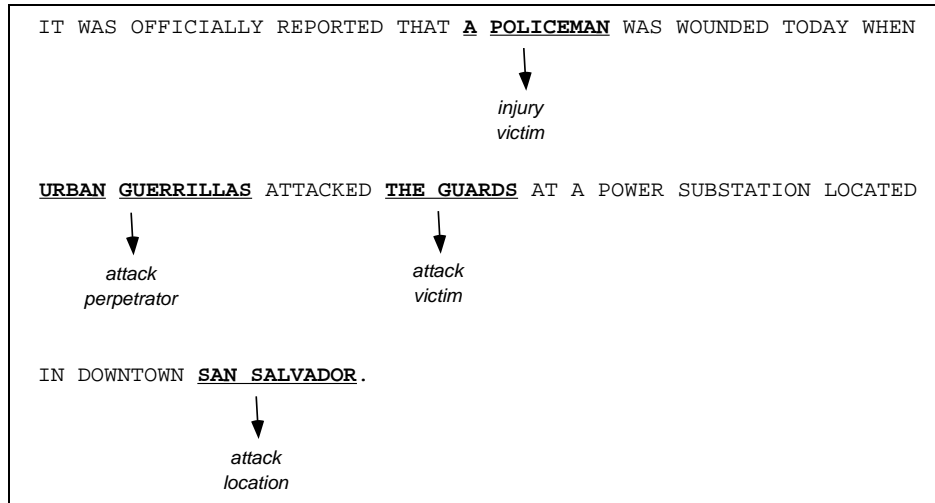 IT WAS OFFICIALLY REPORTED THAT A POLICEMAN WAS WOUNDED TODAY WHEN
injury
victim
URBAN GUERRILLAS ATTACKED THE GUARDS AT A POWER SUBSTATION LOCATED
attack
perpetrator
attack
victim
IN DOWNTOWN SAN SALVADOR.
attack
location